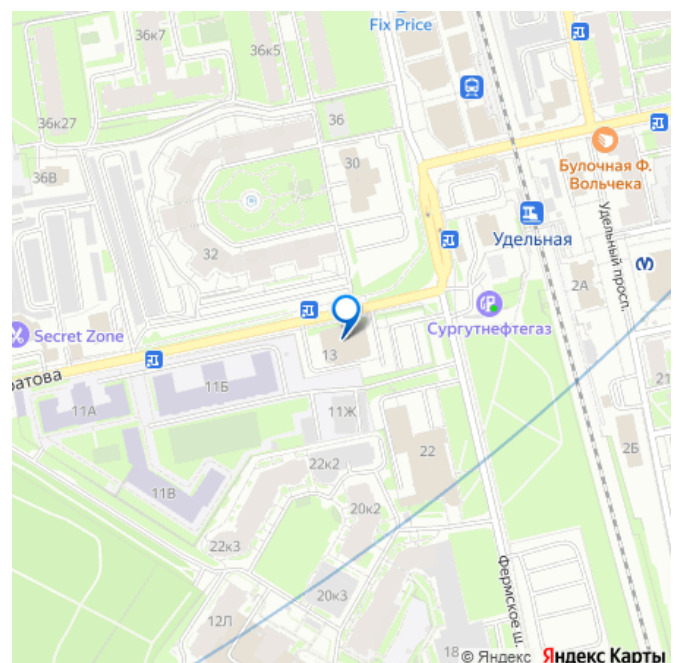 Fix Price
36к7
36к5
36к27
36
36В
30
Булочная Ф.
Вольчека
32
Удельная
Удельный просп.
2А
Secret Zone
Сургутнефтегаз
13
атова
11Б
11А
11Ж
21
22
2Б
22к2
11В
20к2
22к3
Фермское ш.
20к3
12Л
18
© Яндекс Яндекс Карты